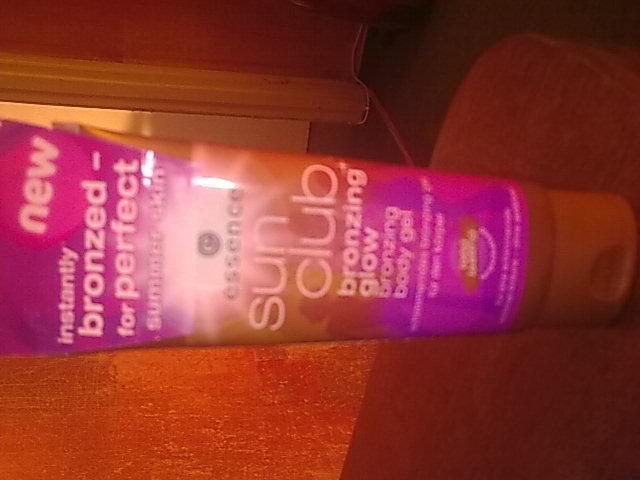 new
instantly
bronzed –
for perfect
summer skin
essence
sun
club
bronzing
glow
bronzing
body gel